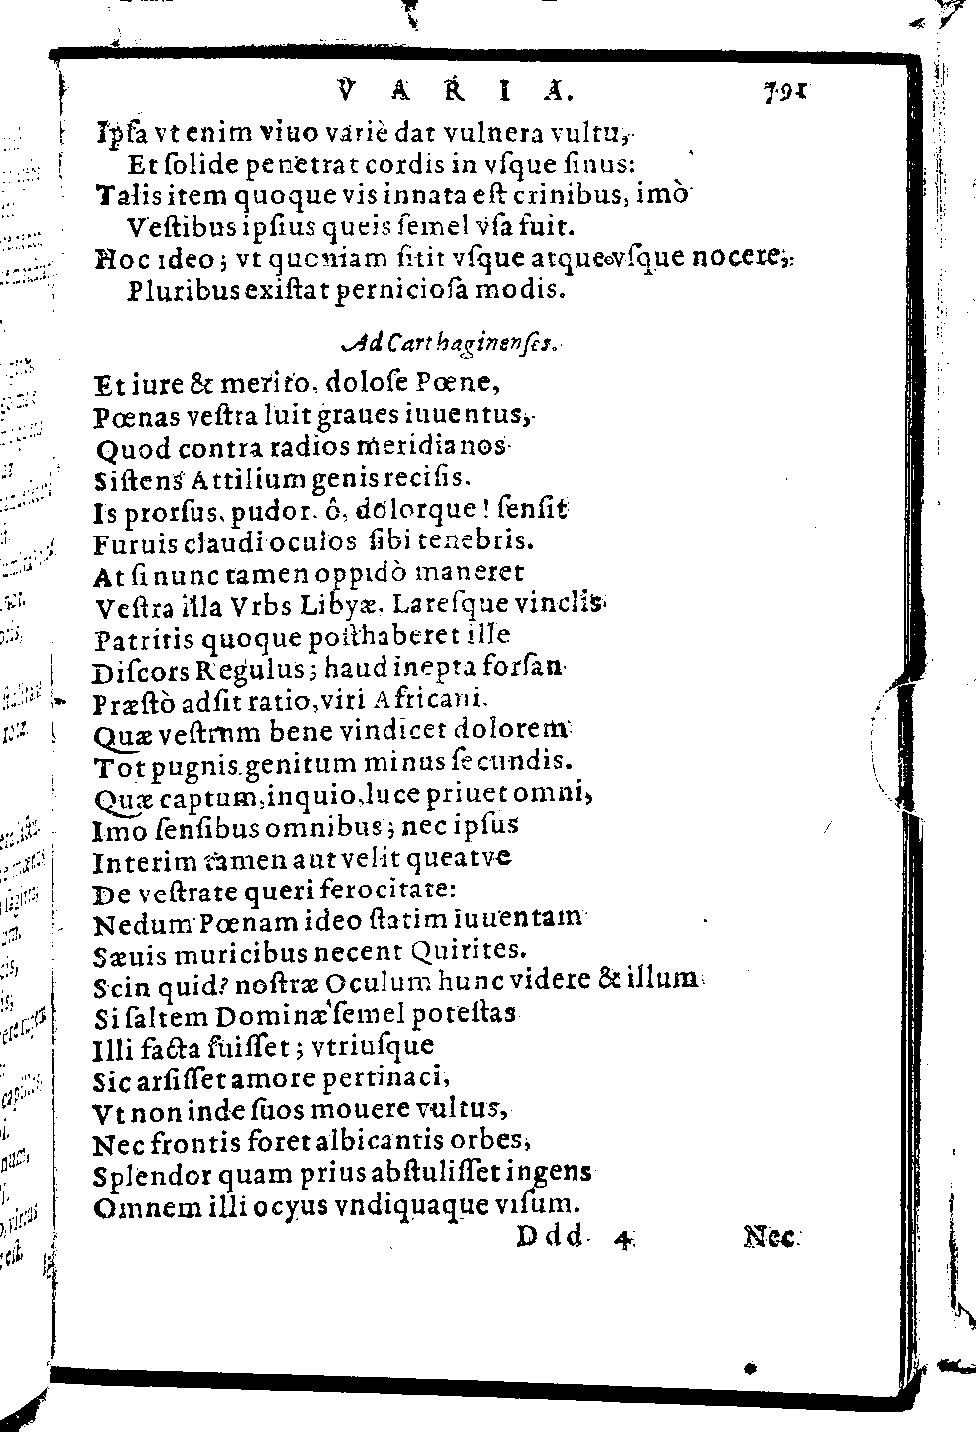 VARIA. 791
Ipſa vt enim viuo variè dat vulnera vultu,
Et ſolide penetrat cordis in vſque ſinus:
Talis item quoque vis innata eſt crinibus, imò
Veſtibus ipſius queis ſemel vſa fuit.
Hoc ideo; vt quoniam ſitit vſque atque vſque nocere,
Pluribus exiſtat pernicioſa modis.
Ad Carthaginenſes.
Et iure & merito, doloſe Pœne,
Pœnas veſtra luit graues iuuentus,
Quod contra radios meridianos
Siſtens Attilium genis reciſis.
Is prorſus, pudor, ô, dolorque! ſenſit
Furuis claudi oculos ſibi tenebris.
At ſi nunc tamen oppidò maneret
Veſtra illa Vrbs Libyæ, Lareſque vinclis
Patritis quoque poſthaberet ille
Diſcors Regulus; haud inepta forſan
Præſtò adſit ratio, viri Africani.
Quæ veſtrum bene vindicet dolorem
Tot pugnis genitum minus ſecundis.
Quæ captum, inquio, luce priuet omni,
Imo ſenſibus omnibus; nec ipſus
Interim tamen aut velit queatve
De veſtrate queri ferocitate:
Nedum Pœnam ideo ſtatim iuuentam
Sæuis muricibus necent Quirites.
Scin quid? noſtræ Oculum hunc videre & illum
Si ſaltem Dominæ ſemel poteſtas
Illi facta fuiſſet; vtriuſque
Sic arſiſſet amore pertinaci,
Vt non inde ſuos mouere vultus,
Nec frontis foret albicantis orbes,
Splendor quam prius abſtuliſſet ingens
Omnem illi ocyus vndiquaque viſum.
Ddd 4 Nec